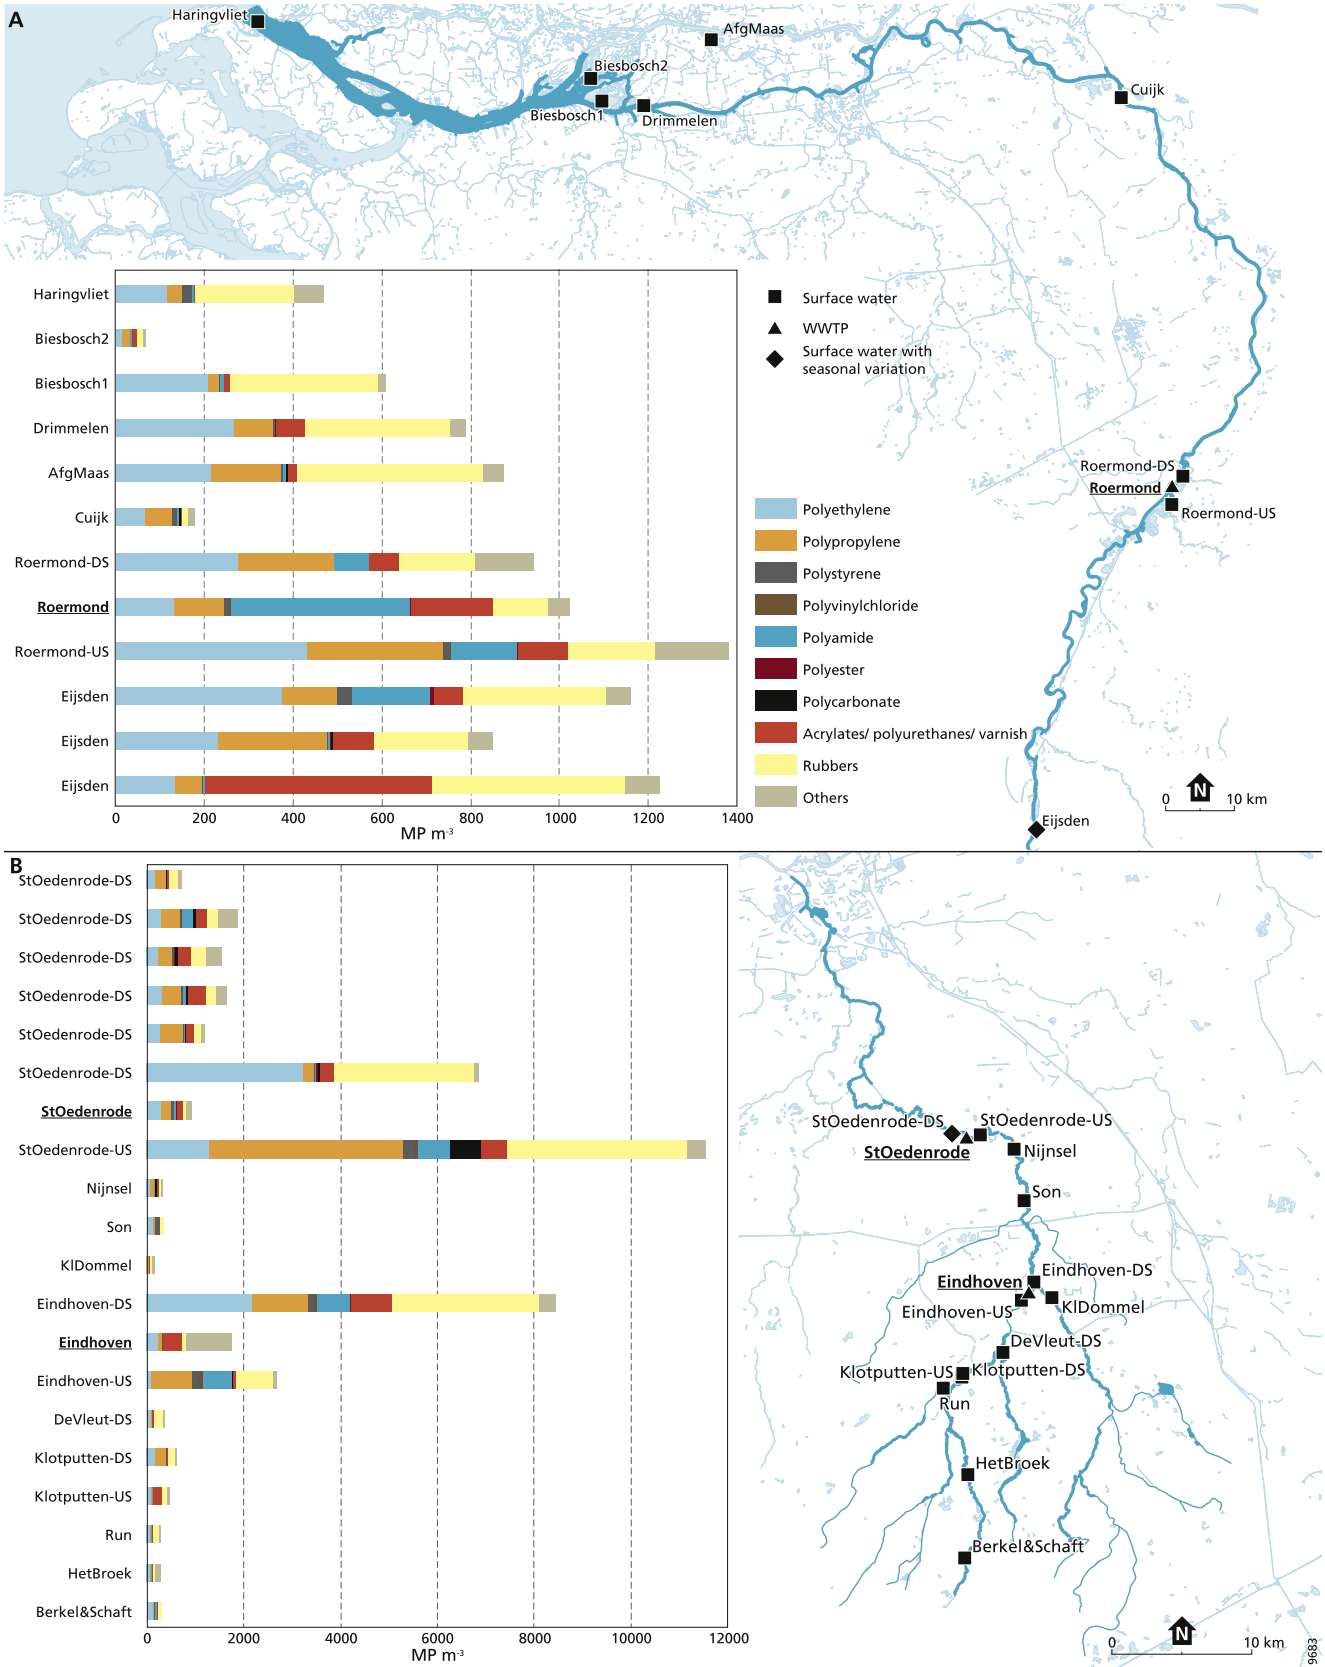 A
Haringvliet
AfgMaas
Biesbosch2
Biesbosch1
Drimmelen
Cuijk
Roermond-DS
Roermond
Roermond-US
Eijsden
0 10 km
N
Haringvliet
Biesbosch2
Biesbosch1
Drimmelen
AfgMaas
Cuijk
Roermond-DS
Roermond
Roermond-US
Eijsden
Eijsden
Eijsden
0 200 400 600 800 1000 1200 1400
MP m-3
Surface water
WWTP
Surface water with
seasonal variation
Polyethylene
Polypropylene
Polystyrene
Polyvinylchloride
Polyamide
Polyester
Polycarbonate
Acrylates/ polyurethanes/ varnish
Rubbers
Others
B
StOedenrode-DS
StOedenrode-DS
StOedenrode-DS
StOedenrode-DS
StOedenrode-DS
StOedenrode-DS
StOedenrode
StOedenrode-US
Nijnsel
Son
KlDommel
Eindhoven-DS
Eindhoven
Eindhoven-US
DeVleut-DS
Klotputten-DS
Klotputten-US
Run
HetBroek
Berkel&Schaft
0 2000 4000 6000 8000 10000 12000
MP m-3
StOedenrode-DS
StOedenrode-US
StOedenrode
Nijnsel
Son
Eindhoven-DS
Eindhoven
Eindhoven-US
KlDommel
DeVleut-DS
Klotputten-US
Klotputten-DS
Run
HetBroek
Berkel&Schaft
0 10 km
N
9683